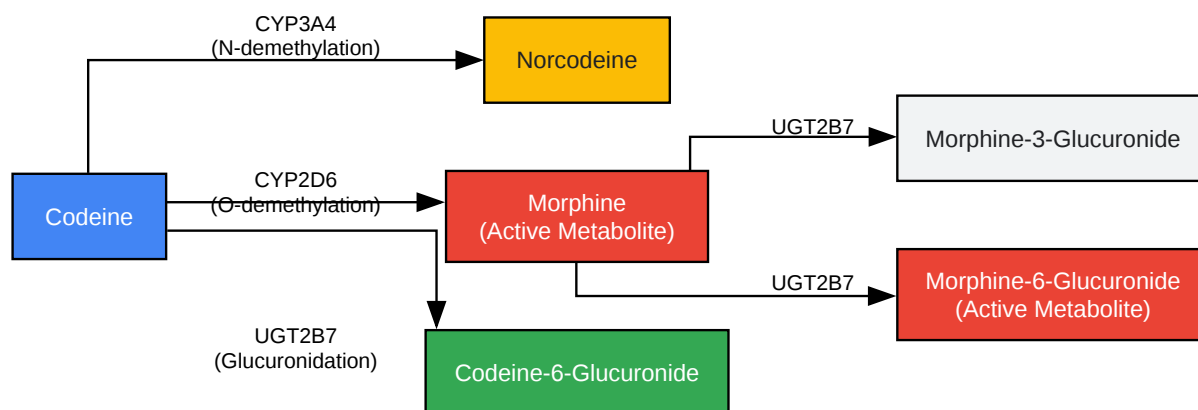 CYP3A4
(N-demethylation)
Norcodeine
UGT2B7
Morphine-3-Glucuronide
Codeine
CYP2D6
(O-demethylation)
Morphine
(Active Metabolite)
UGT2B7
Morphine-6-Glucuronide
(Active Metabolite)
UGT2B7
(Glucuronidation)
Codeine-6-Glucuronide